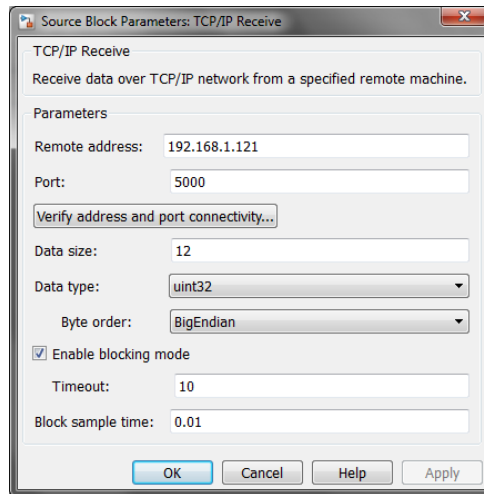 Source Block Parameters: TCP/IP Receive
TCP/IP Receive
Receive data over TCP/IP network from a specified remote machine.
Parameters
Remote address: 192.168.1.121
Port: 5000
Verify address and port connectivity...
Data size: 12
Data type: uint32
Byte order: BigEndian
Enable blocking mode
Timeout: 10
Block sample time: 0.01
OK Cancel Help Apply